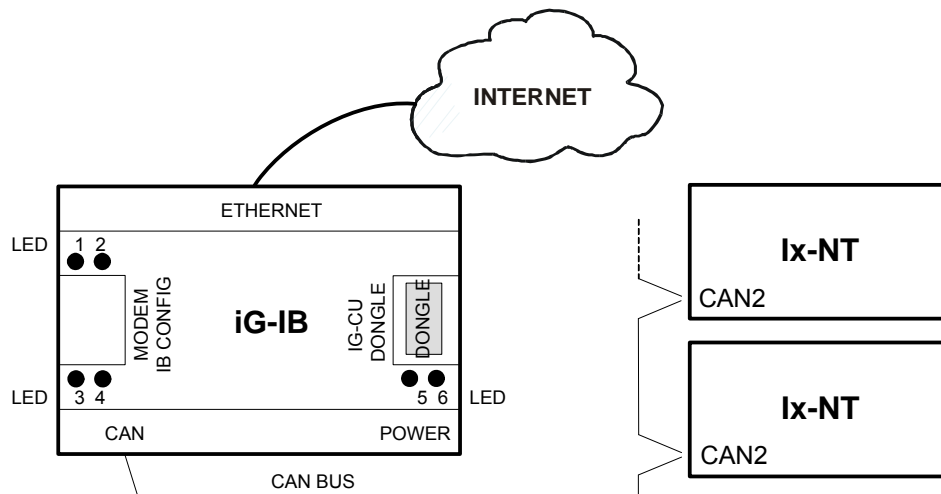 INTERNET
ETHERNET
LED
1 2
MODEM
IB CONFIG
iG-IB
IG-CU
DONGLE
DONGLE
LED
3 4
5 6
LED
CAN
POWER
CAN BUS
Ix-NT
CAN2
Ix-NT
CAN2